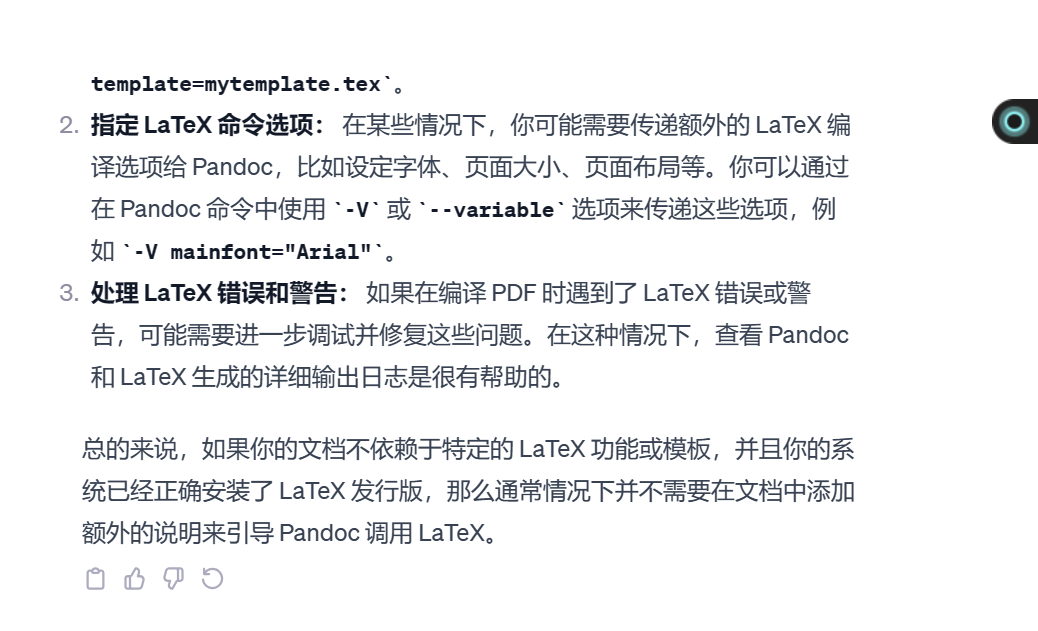 template=mytemplate.tex`。
2. 指定 LaTeX 命令选项： 在某些情况下，你可能需要传递额外的 LaTeX 编
译选项给 Pandoc，比如设定字体、页面大小、页面布局等。你可以通过
在 Pandoc 命令中使用 `-V` 或 `--variable` 选项来传递这些选项，例
如 `-V mainfont="Arial"`。
3. 处理 LaTeX 错误和警告： 如果在编译 PDF 时遇到了 LaTeX 错误或警
告，可能需要进一步调试并修复这些问题。在这种情况下，查看 Pandoc
和 LaTeX 生成的详细输出日志是很有帮助的。
总的来说，如果你的文档不依赖于特定的 LaTeX 功能或模板，并且你的系
统已经正确安装了 LaTeX 发行版，那么通常情况下并不需要在文档中添加
额外的说明来引导 Pandoc 调用 LaTeX。